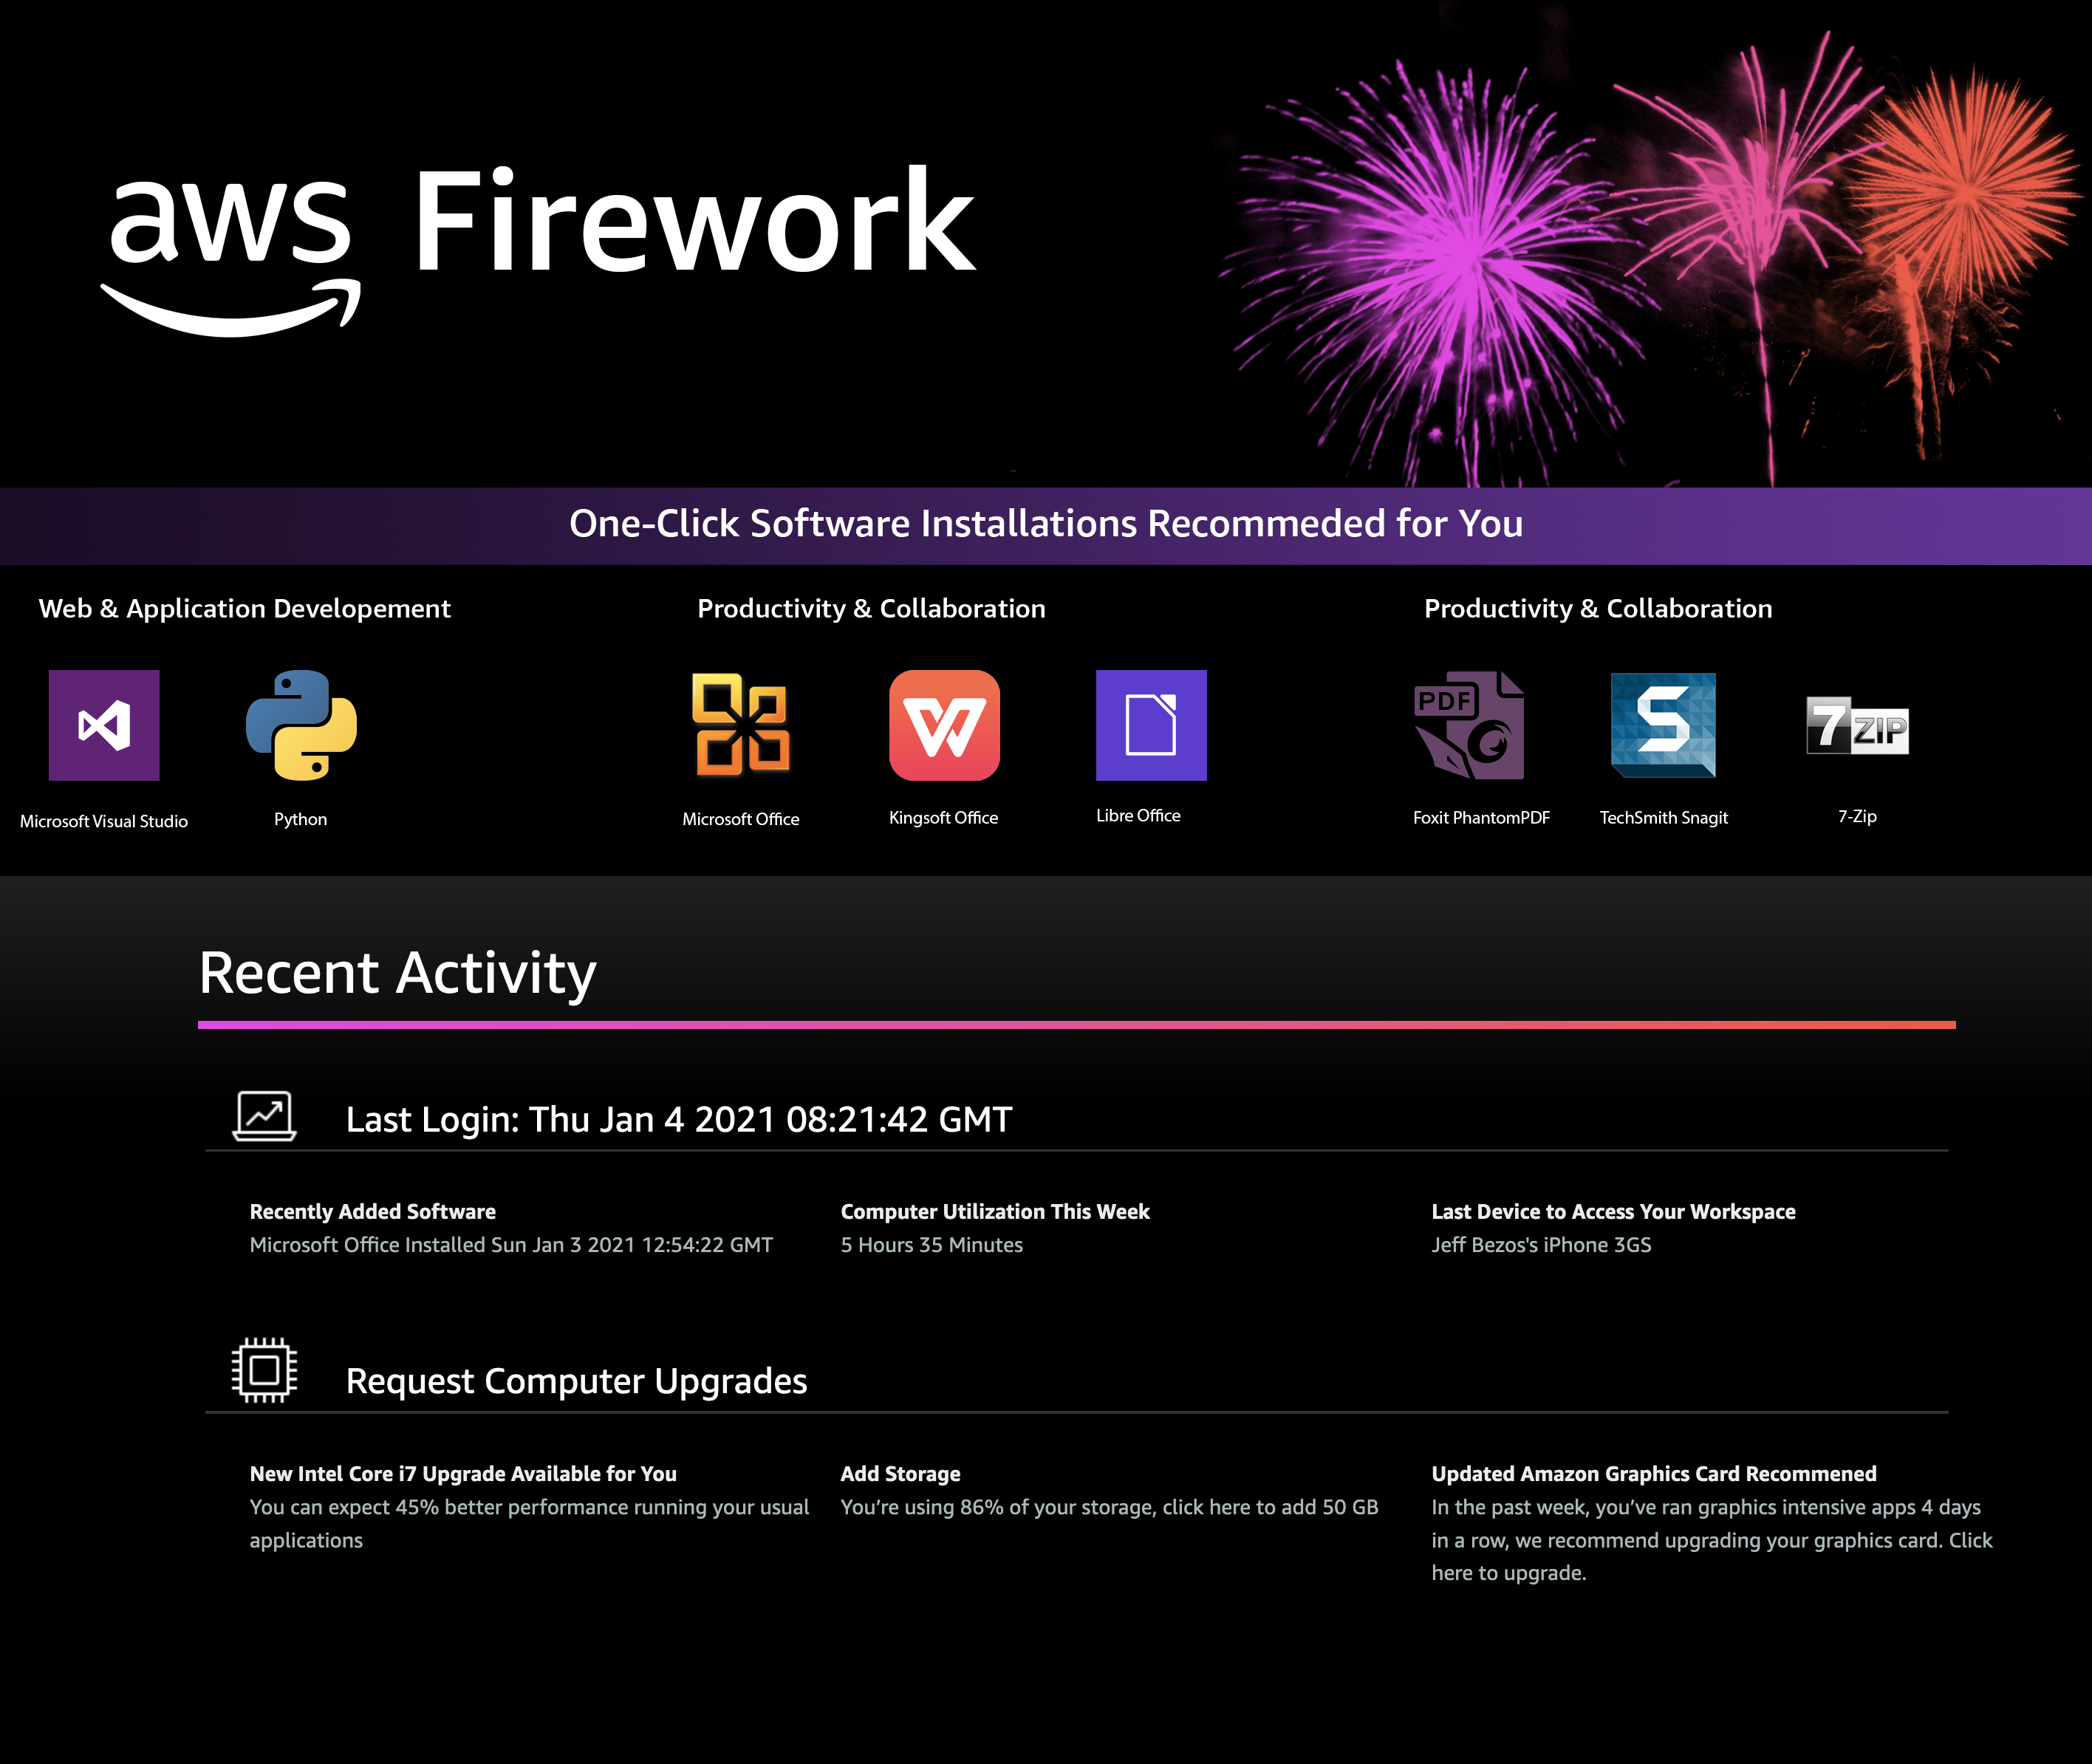 aws Firework
One-Click Software Installations Recommeded for You
Web & Application Developement
Productivity & Collaboration
Productivity & Collaboration
PDF
S
7 ZIP
Microsoft Visual Studio
Python
Microsoft Office
Kingsoft Office
Libre Office
Foxit PhantomPDF
TechSmith Snagit
7-Zip
Recent Activity
Last Login: Thu Jan 4 2021 08:21:42 GMT
Recently Added Software
Microsoft Office Installed Sun Jan 3 2021 12:54:22 GMT
Computer Utilization This Week
5 Hours 35 Minutes
Last Device to Access Your Workspace
Jeff Bezos's iPhone 3GS
Request Computer Upgrades
New Intel Core i7 Upgrade Available for You
You can expect 45% better performance running your usual
applications
Add Storage
You’re using 86% of your storage, click here to add 50 GB
Updated Amazon Graphics Card Recommened
In the past week, you’ve ran graphics intensive apps 4 days
in a row, we recommend upgrading your graphics card. Click
here to upgrade.